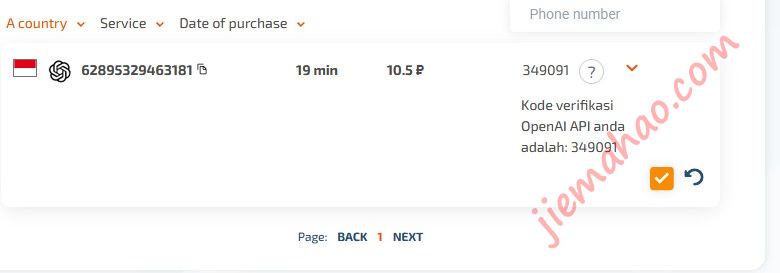 Phone number
A country Service Date of purchase
62895329463181 19 min 10.5 ₽ 349091 ?
Kode verifikasi
OpenAI API anda
adalah: 349091
jiemahao.com
Page: BACK 1 NEXT